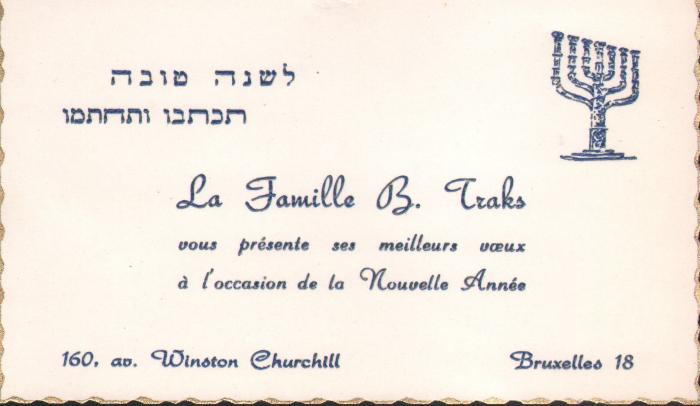 לשנה טובה
תכתבו ותחתמו
La Famille B. Traks
vous présente ses meilleurs vœux
à l'occasion de la Nouvelle Année
160, av. Winston Churchill
Bruxelles 18